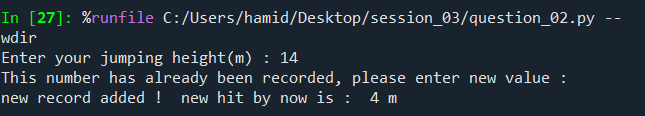 In [27]: %runfile C:/Users/hamid/Desktop/session_03/question_02.py --
wdir
Enter your jumping height(m) : 14
This number has already been recorded, please enter new value :
new record added !  new hit by now is :  4 m